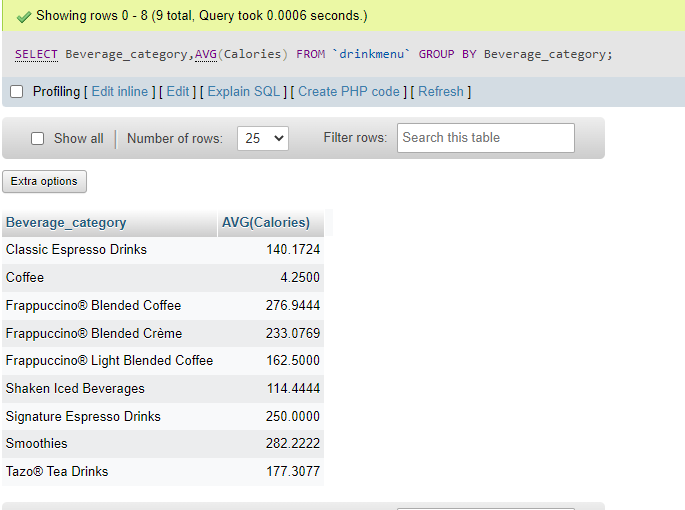 Showing rows 0 - 8 (9 total, Query took 0.0006 seconds.)
SELECT Beverage_category,AVG(Calories) FROM `drinkmenu` GROUP BY Beverage_category;
Profiling [ Edit inline ] [ Edit ] [ Explain SQL ] [ Create PHP code ] [ Refresh ]
Show all Number of rows: 25 Filter rows: Search this table
Extra options
Beverage_category AVG(Calories)
Classic Espresso Drinks 140.1724
Coffee 4.2500
Frappuccino® Blended Coffee 276.9444
Frappuccino® Blended Crème 233.0769
Frappuccino® Light Blended Coffee 162.5000
Shaken Iced Beverages 114.4444
Signature Espresso Drinks 250.0000
Smoothies 282.2222
Tazo® Tea Drinks 177.3077